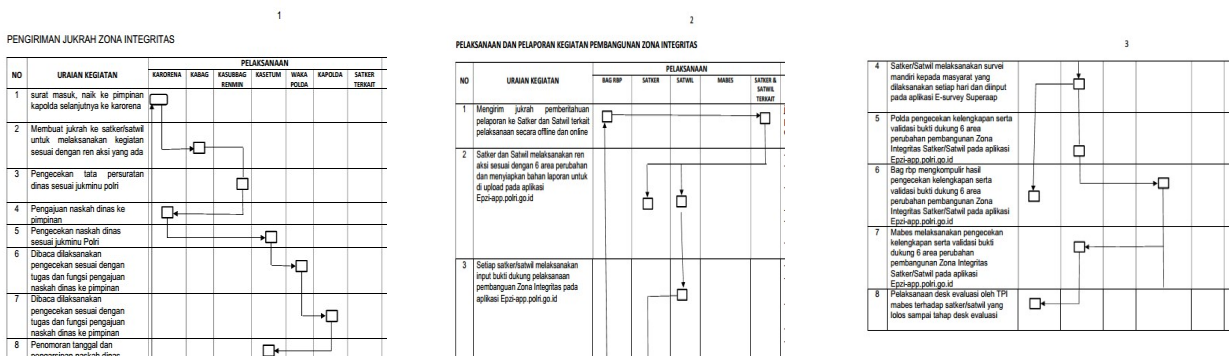 1
PENGIRIMAN JUKRAH ZONA INTEGRITAS
PELAKSANAAN
NO URAIAN KEGIATAN KARORENA KABAG KASUBBAG RENMIN KASETUM WAKA POLDA KAPOLDA SATKER TERKAIT
1 surat masuk, naik ke pimpinan
kapolda selanjutnya ke karorena
2 Membuat jukrah ke satker/satwil
untuk melaksanakan kegiatan
sesuai dengan ren aksi yang ada
3 Pengecekan tata persuratan
dinas sesuai jukminu polri
4 Pengajuan naskah dinas ke
pimpinan
5 Pengecekan naskah dinas
sesuai jukminu Polri
6 Dibaca dilaksanakan
pengecekan sesuai dengan
tugas dan fungsi pengajuan
naskah dinas ke pimpinan
7 Dibaca dilaksanakan
pengecekan sesuai dengan
tugas dan fungsi pengajuan
naskah dinas ke pimpinan
8 Penomoran tanggal dan
pengarsipan naskah dinas
2
PELAKSANAAN DAN PELAPORAN KEGIATAN PEMBANGUNAN ZONA INTEGRITAS
PELAKSANAAN
NO URAIAN KEGIATAN BAG RBP SATKER SATWIL MABES SATKER & SATWIL TERKAIT
1 Mengirim jukrah pemberitahuan
pelaporan ke Satker dan Satwil terkait
pelaksanaan secara offline dan online
2 Satker dan Satwil melaksanakan ren
aksi sesuai dengan 6 area perubahan
dan menyiapkan bahan laporan untuk
di upload pada aplikasi
Epzi-app.polri.go.id
3 Setiap satker/satwil melaksanakan
input bukti dukung pelaksanaan
pembanguan Zona Integritas pada
aplikasi Epzi-app.polri.go.id
3
4 Satker/Satwil melaksanakan survei
mandiri kepada masyarat yang
dilaksanakan setiap hari dan diinput
pada aplikasi E-survey Superaap
5 Polda pengecekan kelengkapan serta
validasi bukti dukung 6 area
perubahan pembangunan Zona
Integritas Satker/Satwil pada aplikasi
Epzi-app.polri.go.id
6 Bag rbp mengkompulir hasil
pengecekan kelengkapan serta
validasi bukti dukung 6 area
perubahan pembangunan Zona
Integritas Satker/Satwil pada aplikasi
Epzi-app.polri.go.id
7 Mabes melaksanakan pengecekan
kelengkapan serta validasi bukti
dukung 6 area perubahan
pembangunan Zona Integritas
Satker/Satwil pada aplikasi
Epzi-app.polri.go.id
8 Pelaksanaan desk evaluasi oleh TPI
mabes terhadap satker/satwil yang
lolos sampai tahap desk evaluasi